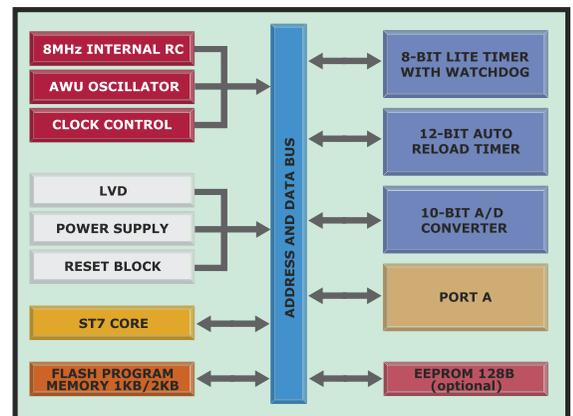 8MHz INTERNAL RC
AWU OSCILLATOR
CLOCK CONTROL
LVD
POWER SUPPLY
RESET BLOCK
ST7 CORE
FLASH PROGRAM
MEMORY 1KB/2KB
ADDRESS AND DATA BUS
8-BIT LITE TIMER
WITH WATCHDOG
12-BIT AUTO
RELOAD TIMER
10-BIT A/D
CONVERTER
PORT A
EEPROM 128B
(optional)